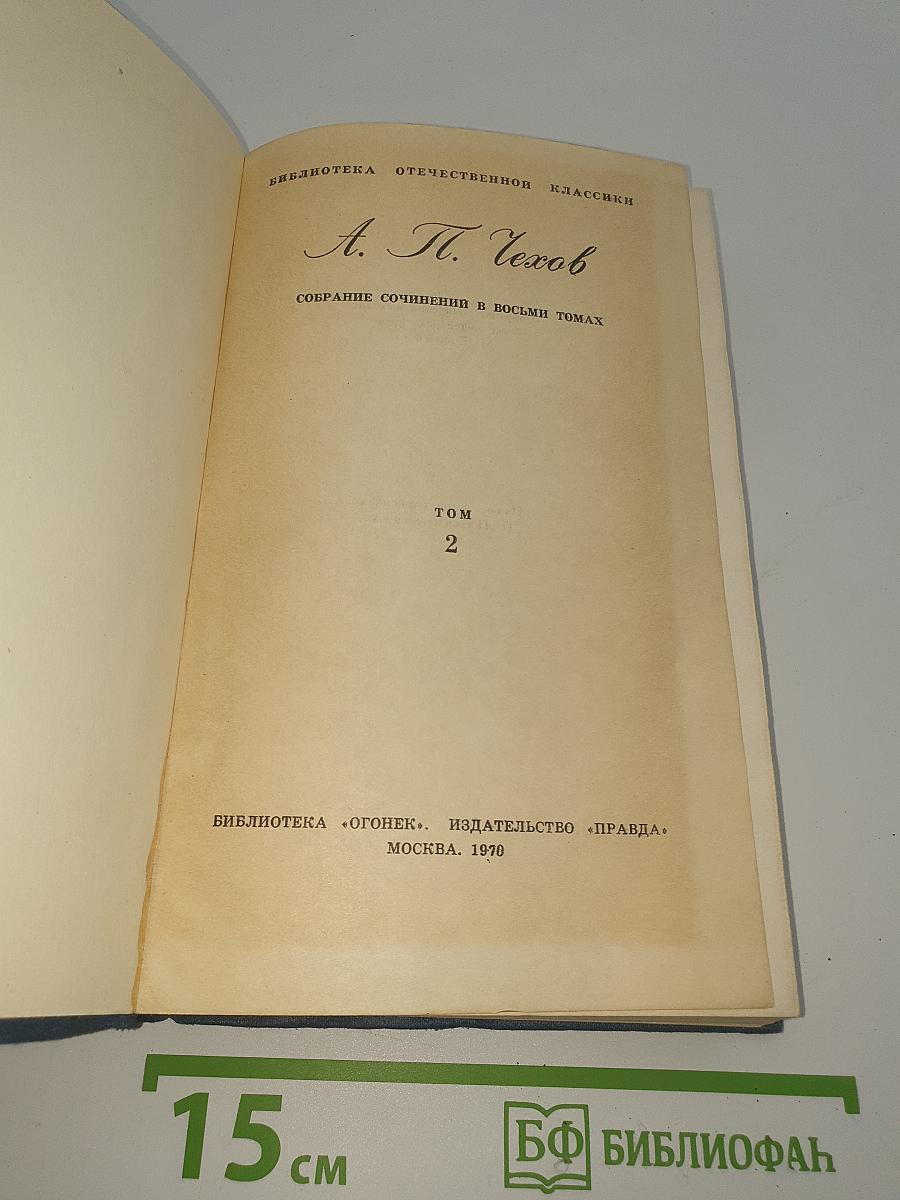 БИБЛИОТЕКА ОТЕЧЕСТВЕННОЙ КЛАССИКИ
А. П. Чехов
СОБРАНИЕ СОЧИНЕНИЙ В ВОСЬМИ ТОМАХ
ТОМ
2
БИБЛИОТЕКА «ОГОНЕК». ИЗДАТЕЛЬСТВО «ПРАВДА»
МОСКВА. 1970
15 см
БФ БИБЛИОФАН